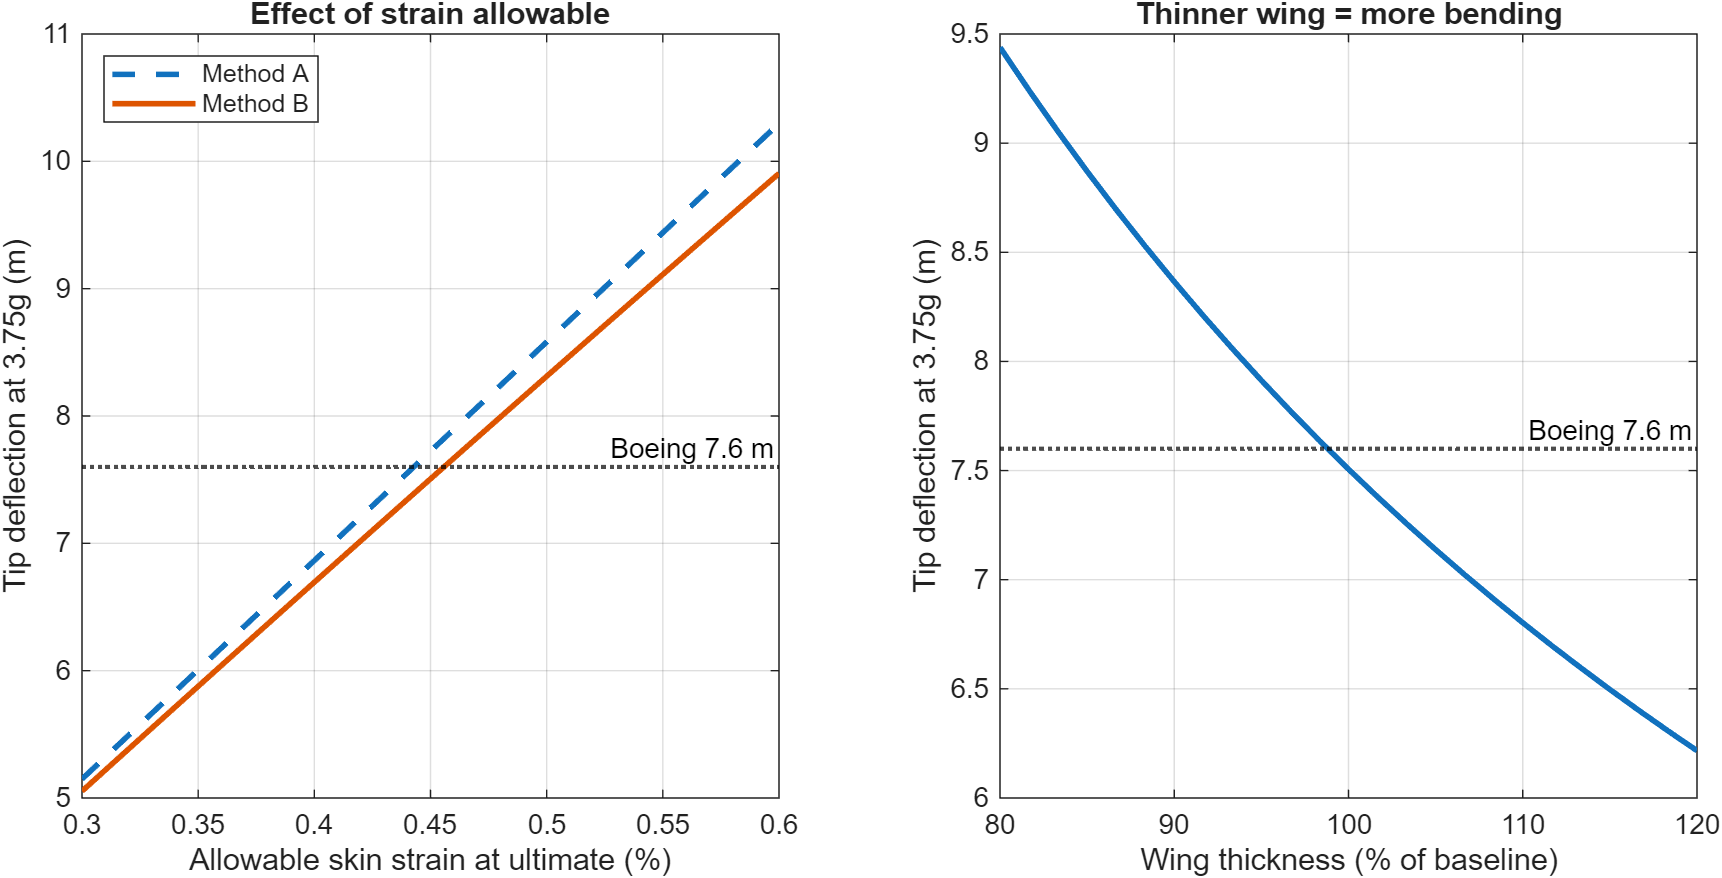 Effect of strain allowable
11
10
9
8
7
6
5
Tip deflection at 3.75g (m)
Method A
Method B
Boeing 7.6 m
0.3 0.35 0.4 0.45 0.5 0.55 0.6
Allowable skin strain at ultimate (%)
Thinner wing = more bending
9.5
9
8.5
8
7.5
7
6.5
6
Tip deflection at 3.75g (m)
Boeing 7.6 m
80 90 100 110 120
Wing thickness (% of baseline)